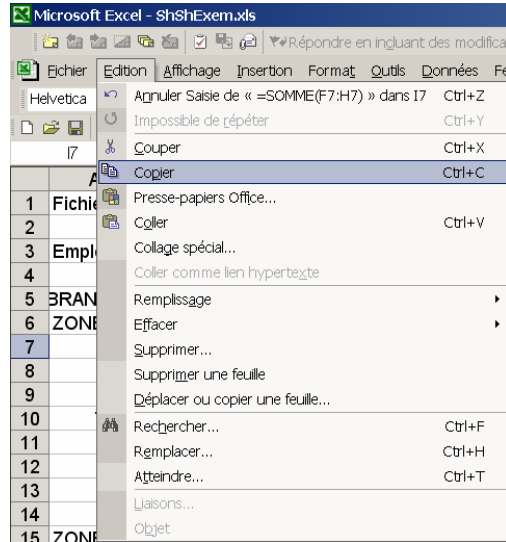 Microsoft Excel - ShShExem.xls
Répondre en incluant des modifica
Fichier Edition Affichage Insertion Format Outils Données Fe
Helvetica
I7
Annuler Saisie de « =SOMME(F7:H7) » dans I7 Ctrl+Z
Impossible de répéter Ctrl+Y
Couper Ctrl+X
Copier Ctrl+C
Presse-papiers Office...
Coller Ctrl+V
Collage spécial...
Coller comme lien hypertexte
Remplissage
Effacer
Supprimer...
Supprimer une feuille
Déplacer ou copier une feuille...
Rechercher... Ctrl+F
Remplacer... Ctrl+H
Atteindre... Ctrl+T
Liaisons...
Objet
A
1 Fichie
2
3 Empl
4
5 BRAN
6 ZONE
7
8
9
10
11
12
13
14
15 ZONE